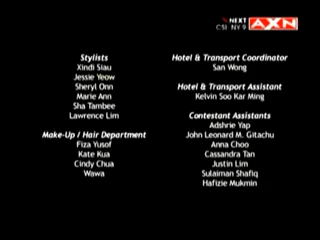 NEXT
CSI: NY 9
AXN
Stylists
Xindi Siau
Jessie Yeow
Sheryl Onn
Marie Ann
Sha Tambee
Lawrence Lim
Make-Up / Hair Department
Fiza Yusof
Kate Kua
Cindy Chua
Wawa
Hotel & Transport Coordinator
San Wong
Hotel & Transport Assistant
Kelvin Soo Kar Ming
Contestant Assistants
Adshrie Yap
John Leonard M. Gitachu
Anna Choo
Cassandra Tan
Justin Lim
Sulaiman Shafiq
Hafizie Mukmin